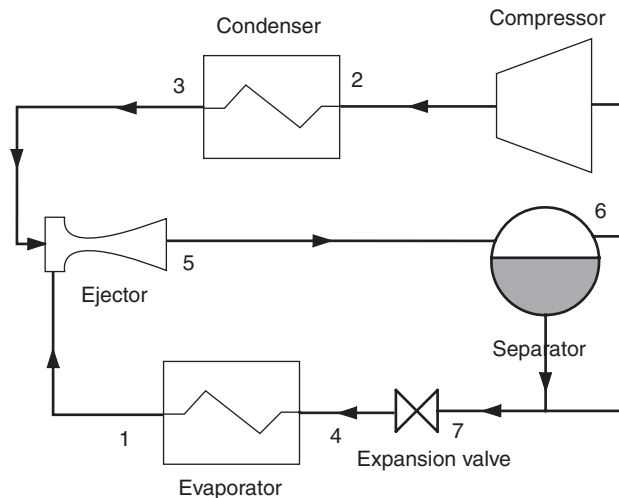 Compressor
Condenser
3
2
6
5
Ejector
Separator
1
4
7
Expansion valve
Evaporator